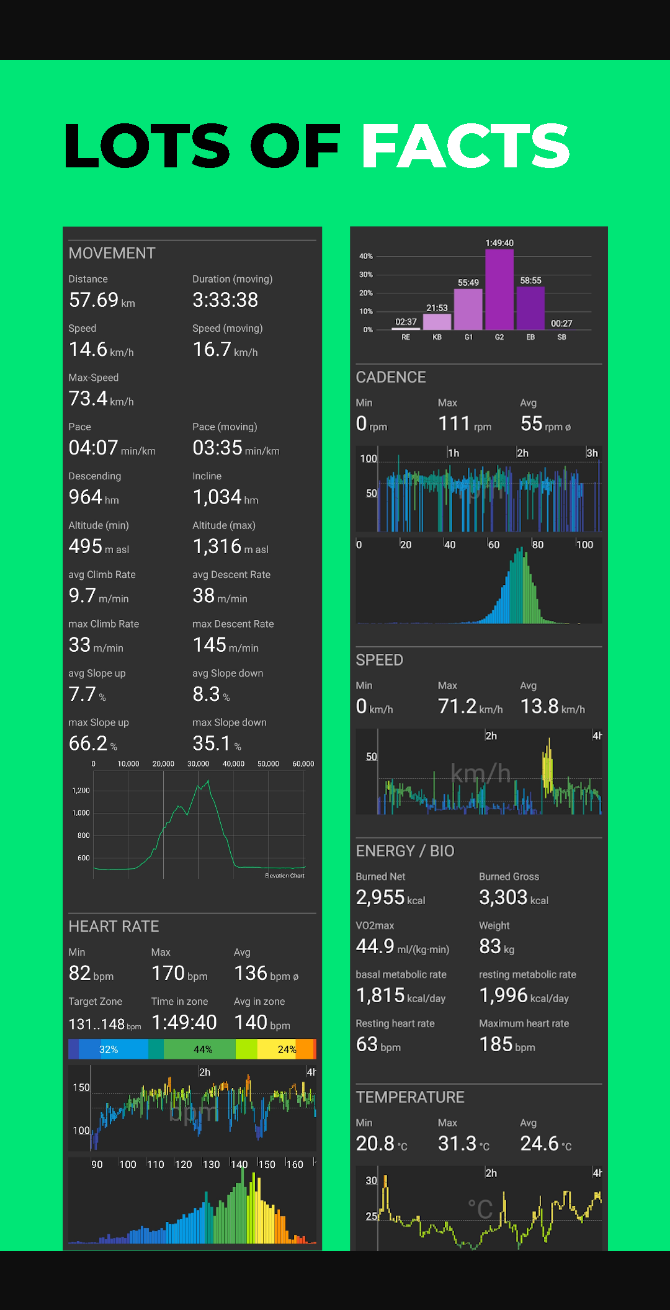 LOTS OF FACTS
MOVEMENT
Distance Duration (moving)
57.69 km 3:33:38
Speed Speed (moving)
14.6 km/h 16.7 km/h
Max-Speed
73.4 km/h
Pace Pace (moving)
04:07 min/km 03:35 min/km
Descending Incline
964 hm 1,034 hm
Altitude (min) Altitude (max)
495 m asl 1,316 m asl
avg Climb Rate avg Descent Rate
9.7 m/min 38 m/min
max Climb Rate max Descent Rate
33 m/min 145 m/min
avg Slope up avg Slope down
7.7 % 8.3 %
max Slope up max Slope down
66.2 % 35.1 %
0 10,000 20,000 30,000 40,000 50,000 60,000
1,200
1,000
800
600
Elevation Chart
HEART RATE
Min Max Avg
82 bpm 170 bpm 136 bpm ø
Target Zone Time in zone Avg in zone
131..148 bpm 1:49:40 140 bpm
32% 44% 24%
2h 4h
150
bpm
100
90 100 110 120 130 140 150 160
1:49:40
40%
30%
55:49 58:55
20%
21:53
10%
02:37 00:27
0%
RE KB G1 G2 EB SB
CADENCE
Min Max Avg
0 rpm 111 rpm 55 rpm ø
1h 2h 3h
100
50
0 20 40 60 80 100
SPEED
Min Max Avg
0 km/h 71.2 km/h 13.8 km/h
2h 4h
50
km/h
ENERGY / BIO
Burned Net Burned Gross
2,955 kcal 3,303 kcal
VO2max Weight
44.9 ml/(kg·min) 83 kg
basal metabolic rate resting metabolic rate
1,815 kcal/day 1,996 kcal/day
Resting heart rate Maximum heart rate
63 bpm 185 bpm
TEMPERATURE
Min Max Avg
20.8 °C 31.3 °C 24.6 °C
2h 4h
30
°C
25